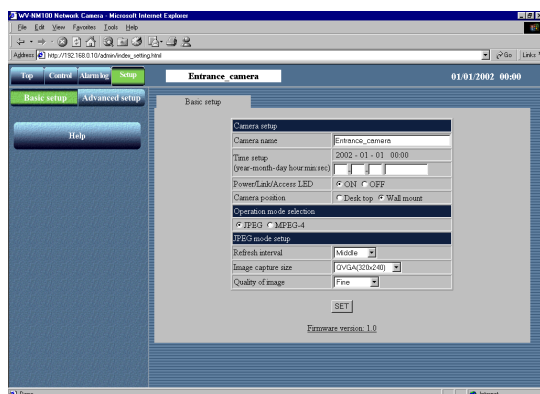 WV-NM100 Network Camera - Microsoft Internet Explorer
File Edit View Favorites Tools Help
Address http://192.168.0.10/admin/index_setting.html Go Links
Top Control Alarm log Setup Entrance_camera 01/01/2002 00:00
Basic setup Advanced setup
Help
Basic setup
Camera setup
Camera name Entrance_camera
Time setup
(year-month-day hour:min:sec) 2002 - 01 - 01 00:00
Power/Link/Access LED ON OFF
Camera position Desk top Wall mount
Operation mode selection
JPEG MPEG-4
JPEG mode setup
Refresh interval Middle
Image capture size QVGA(320x240)
Quality of image Fine
SET
Firmware version: 1.0